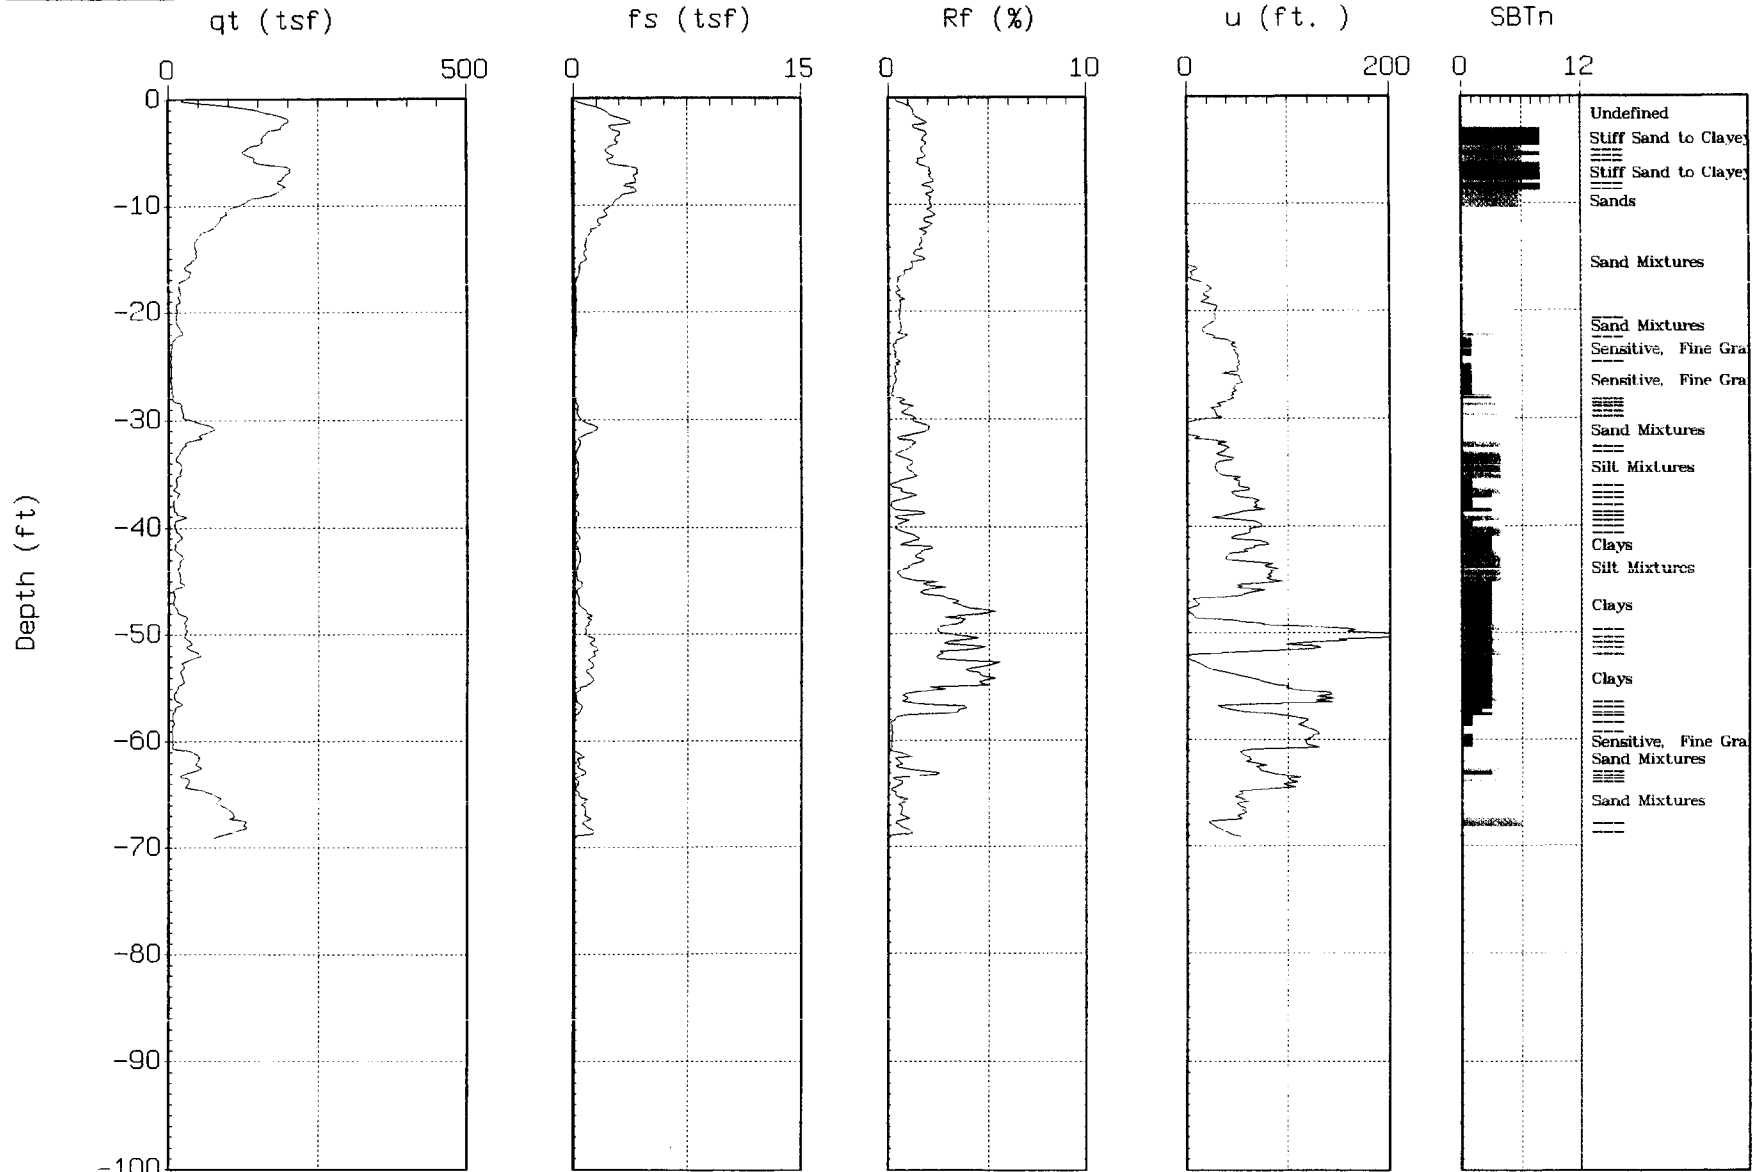 qt (tsf) fs (tsf) Rf (%) u (ft. ) SBTn
0 500 0 15 0 10 0 200 0 12
0
Undefined
Stiff Sand to Clayey
Stiff Sand to Clayey
Sands
-10
Sand Mixtures
-20
Sand Mixtures
Sensitive, Fine Gra
Sensitive, Fine Gra
-30
Sand Mixtures
Silt Mixtures
Depth (ft)
-40
Clays
Silt Mixtures
Clays
-50
Clays
-60
Sensitive, Fine Gra
Sand Mixtures
Sand Mixtures
-70
-80
-90
-100